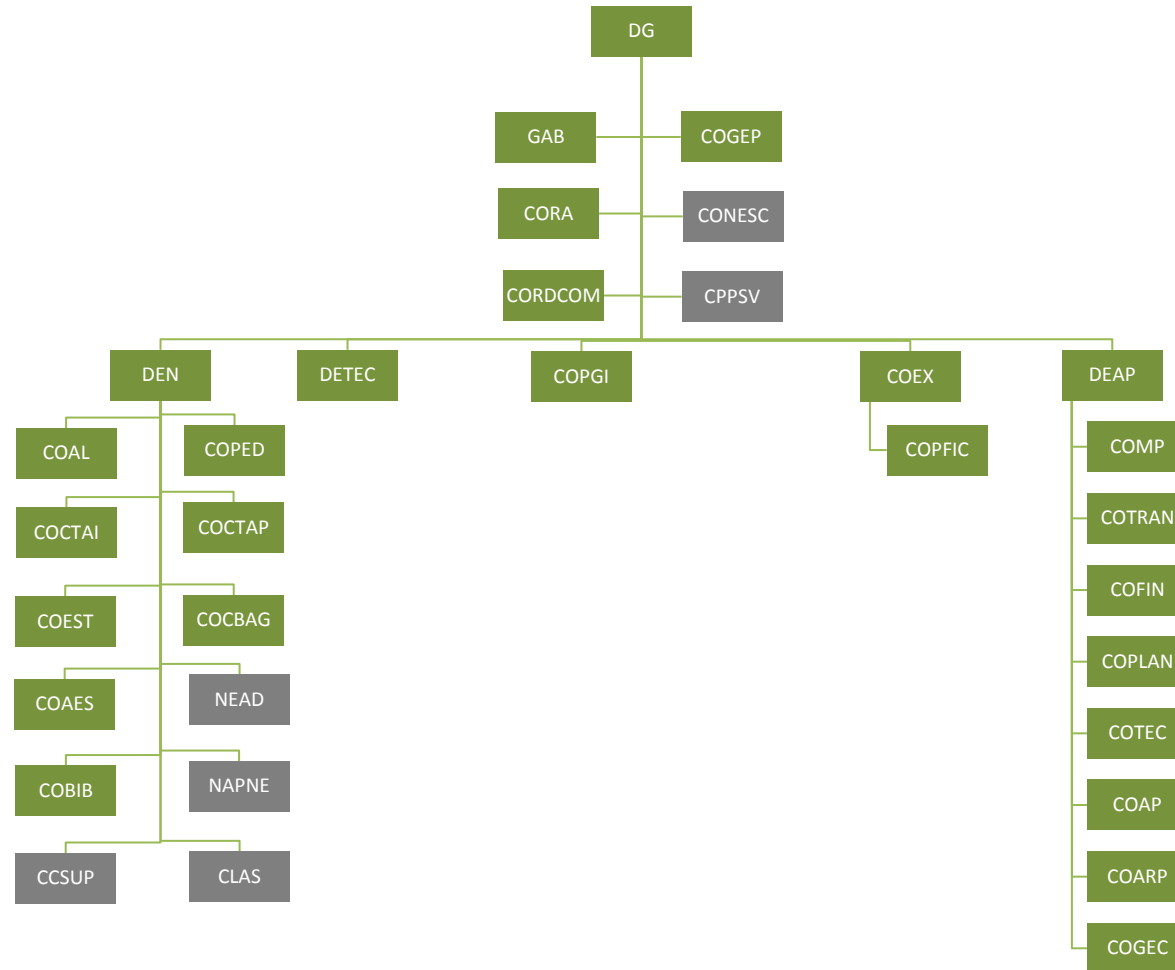 DG
GAB
COGEP
CORA
CONESC
CORDCOM
CPPSV
DEN
DETEC
COPGI
COEX
DEAP
COAL
COPED
COPFIC
COMP
COCTAI
COCTAP
COTRAN
COEST
COCBAG
COFIN
COAES
NEAD
COPLAN
COBIB
NAPNE
COTEC
CCSUP
CLAS
COAP
COARP
COGEC